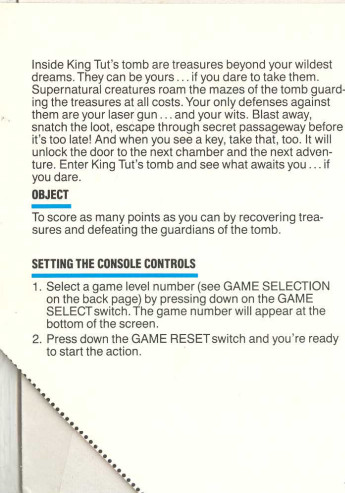 Inside King Tut's tomb are treasures beyond your wildest
dreams. They can be yours...if you dare to take them.
Supernatural creatures roam the mazes of the tomb guard-
ing the treasures at all costs. Your only defenses against
them are your laser gun...and your wits. Blast away,
snatch the loot, escape through secret passageway before
it's too late! And when you see a key, take that, too. It will
unlock the door to the next chamber and the next adven-
ture. Enter King Tut's tomb and see what awaits you...if
you dare.
OBJECT
To score as many points as you can by recovering trea-
sures and defeating the guardians of the tomb.
SETTING THE CONSOLE CONTROLS
1. Select a game level number (see GAME SELECTION
on the back page) by pressing down on the GAME
SELECT switch. The game number will appear at the
bottom of the screen.
2. Press down the GAME RESET switch and you're ready
to start the action.